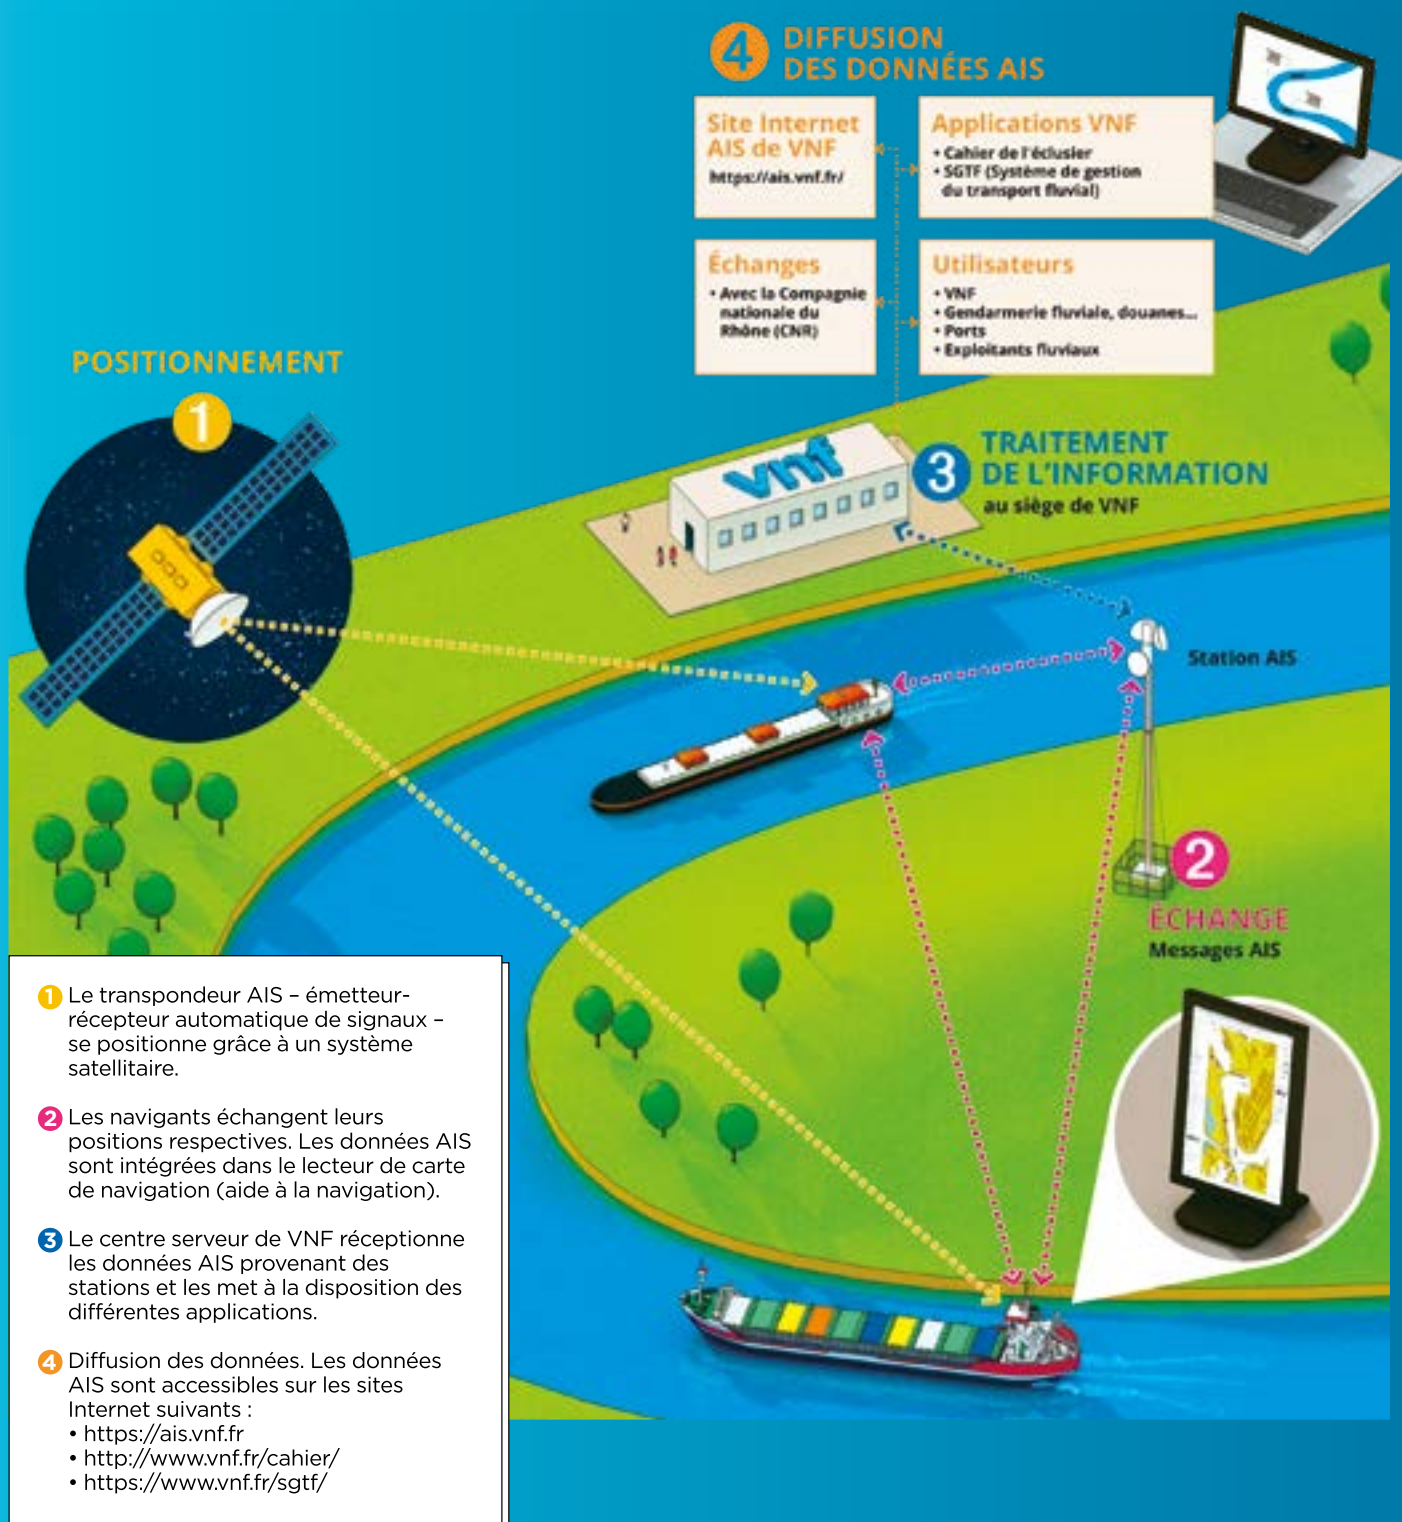 4 DIFFUSION
DES DONNÉES AIS
Site Internet
AIS de VNF
https://ais.vnf.fr/
Applications VNF
• Cahier de l'éclusier
• SGTF (Système de gestion
du transport fluvial)
Échanges
• Avec la Compagnie
nationale du
Rhône (CNR)
Utilisateurs
• VNF
• Gendarmerie fluviale, douanes...
• Ports
• Exploitants fluviaux
POSITIONNEMENT
1
vnf
3 TRAITEMENT
DE L'INFORMATION
au siège de VNF
Station AIS
2
ÉCHANGE
Messages AIS
1 Le transpondeur AIS – émetteur-
récepteur automatique de signaux –
se positionne grâce à un système
satellitaire.
2 Les navigants échangent leurs
positions respectives. Les données AIS
sont intégrées dans le lecteur de carte
de navigation (aide à la navigation).
3 Le centre serveur de VNF réceptionne
les données AIS provenant des
stations et les met à la disposition des
différentes applications.
4 Diffusion des données. Les données
AIS sont accessibles sur les sites
Internet suivants :
• https://ais.vnf.fr
• http://www.vnf.fr/cahier/
• https://www.vnf.fr/sgtf/